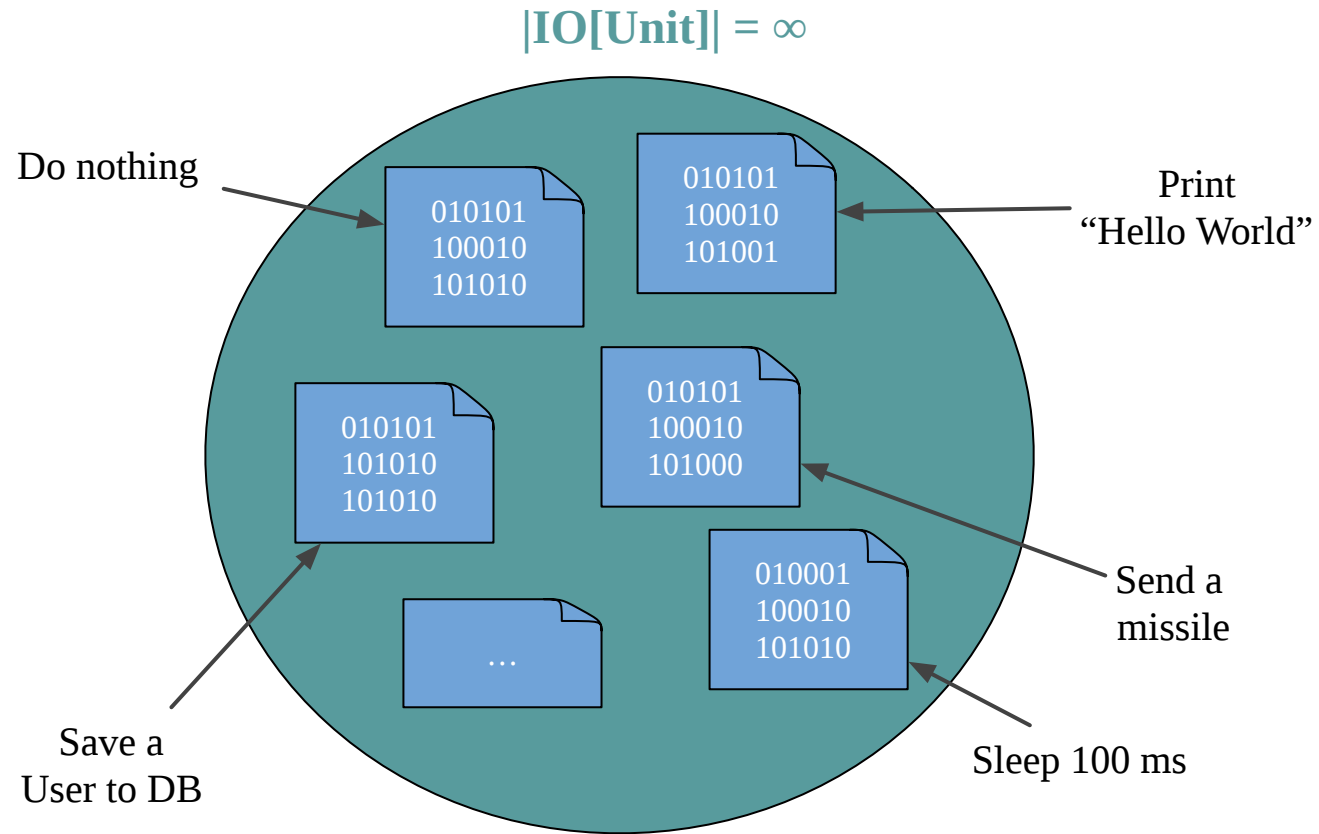 |IO[Unit]| = ∞
Do nothing
010101
100010
101010
010101
100010
101001
Print
“Hello World”
010101
101010
101010
010101
100010
101000
010001
100010
101010
...
Send a
missile
Save a
User to DB
Sleep 100 ms